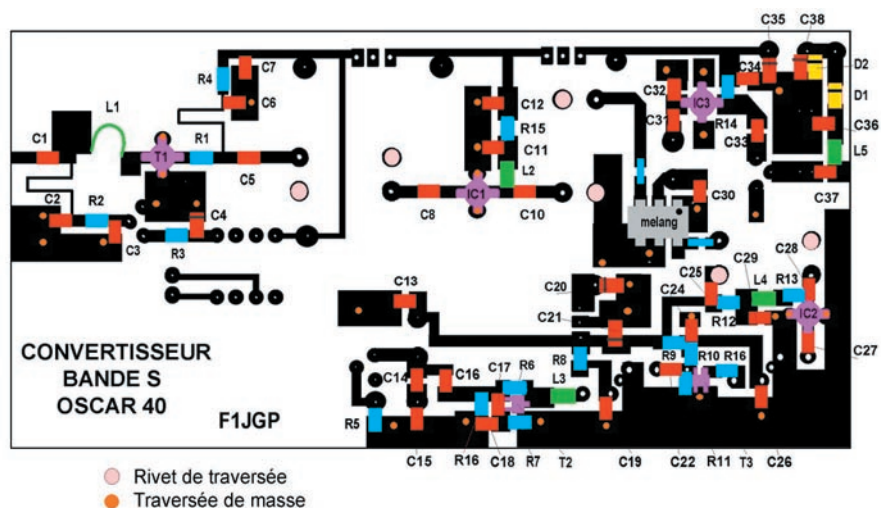 C35 C38
C7
R4
C34
D2
L1
C6
C32
IC3
D1
C12
R14
C1
R15
C31
C36
T1
R1
C11
C33
L5
L2
C5
C30
C2
R2
C8
IC1
C10
C37
C4
melang
C3
R3
C28
C29
C13
C25
L4
R13
C20
C24
IC2
C21
R12
CONVERTISSEUR
BANDE S
OSCAR 40
C27
C14
C16
C17
R6
R8
R9
R10
R16
L3
F1JGP
R5
C15
R16
C18
R7
T2
C19
C22
R11
T3
C26
Rivet de traversée
Traversée de masse